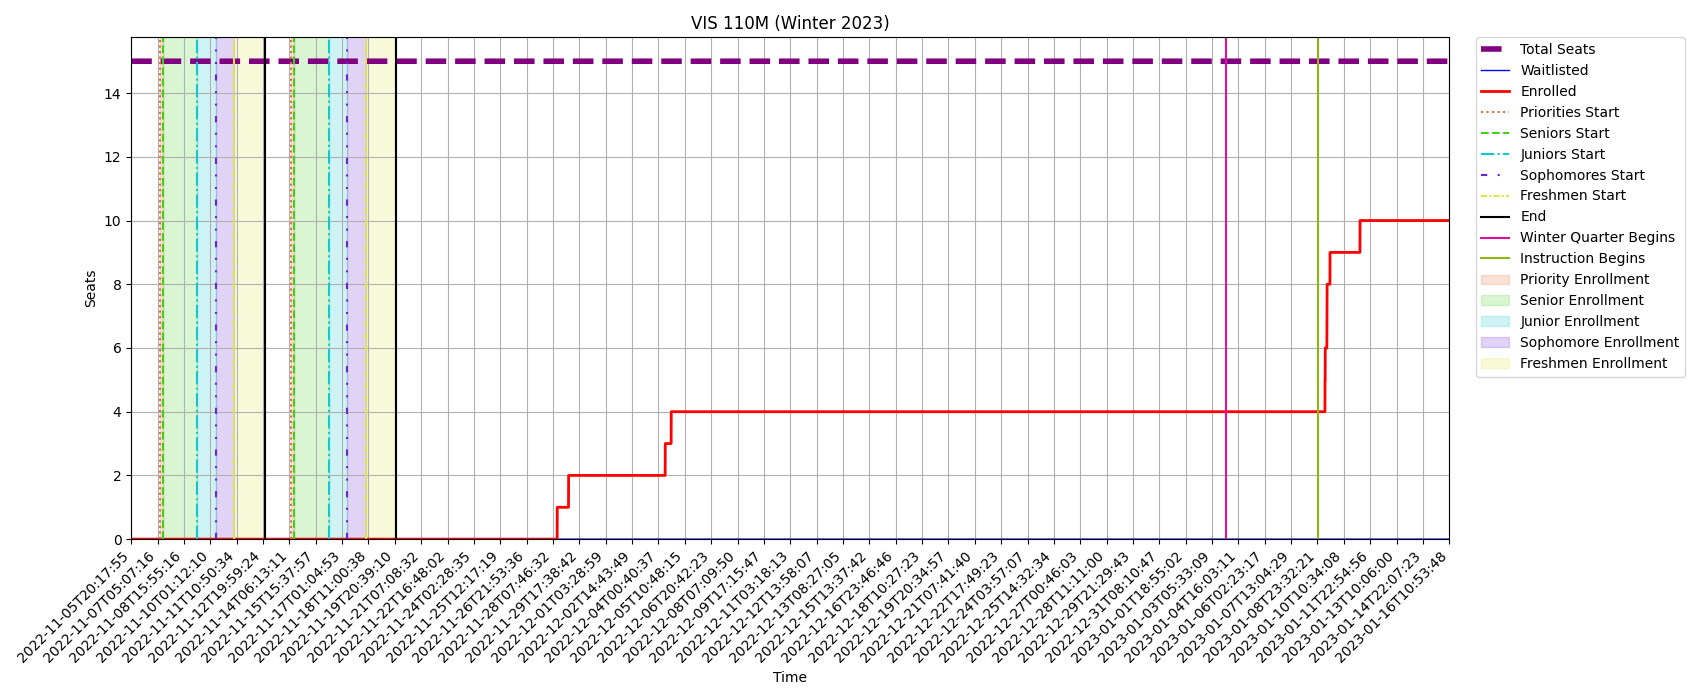 VIS 110M (Winter 2023)
Seats
14
12
10
8
6
4
2
0
2022-11-05T20:17:55
2022-11-07T05:07:16
2022-11-08T15:55:16
2022-11-10T01:12:10
2022-11-11T10:50:34
2022-11-12T19:59:24
2022-11-14T06:13:11
2022-11-15T15:37:57
2022-11-17T01:04:53
2022-11-18T11:00:38
2022-11-19T20:39:10
2022-11-21T07:08:32
2022-11-22T16:48:02
2022-11-24T02:28:35
2022-11-25T12:17:19
2022-11-26T21:53:36
2022-11-28T07:46:32
2022-11-29T17:38:42
2022-12-01T03:28:59
2022-12-02T14:43:49
2022-12-04T00:40:37
2022-12-05T10:48:15
2022-12-06T20:42:23
2022-12-08T07:09:50
2022-12-09T17:15:47
2022-12-11T03:18:13
2022-12-12T13:58:07
2022-12-13T08:27:05
2022-12-15T13:37:42
2022-12-16T23:46:46
2022-12-18T10:27:23
2022-12-19T20:34:57
2022-12-21T07:41:40
2022-12-22T17:49:23
2022-12-24T03:57:07
2022-12-25T14:32:34
2022-12-27T00:46:03
2022-12-28T11:11:00
2022-12-29T21:29:43
2022-12-31T08:10:47
2023-01-01T18:55:02
2023-01-03T05:33:09
2023-01-04T16:03:11
2023-01-06T02:23:17
2023-01-07T13:04:29
2023-01-08T23:32:21
2023-01-10T10:34:08
2023-01-11T22:54:56
2023-01-13T10:06:00
2023-01-14T22:07:23
2023-01-16T10:53:48
Time
Total Seats
Waitlisted
Enrolled
Priorities Start
Seniors Start
Juniors Start
Sophomores Start
Freshmen Start
End
Winter Quarter Begins
Instruction Begins
Priority Enrollment
Senior Enrollment
Junior Enrollment
Sophomore Enrollment
Freshmen Enrollment